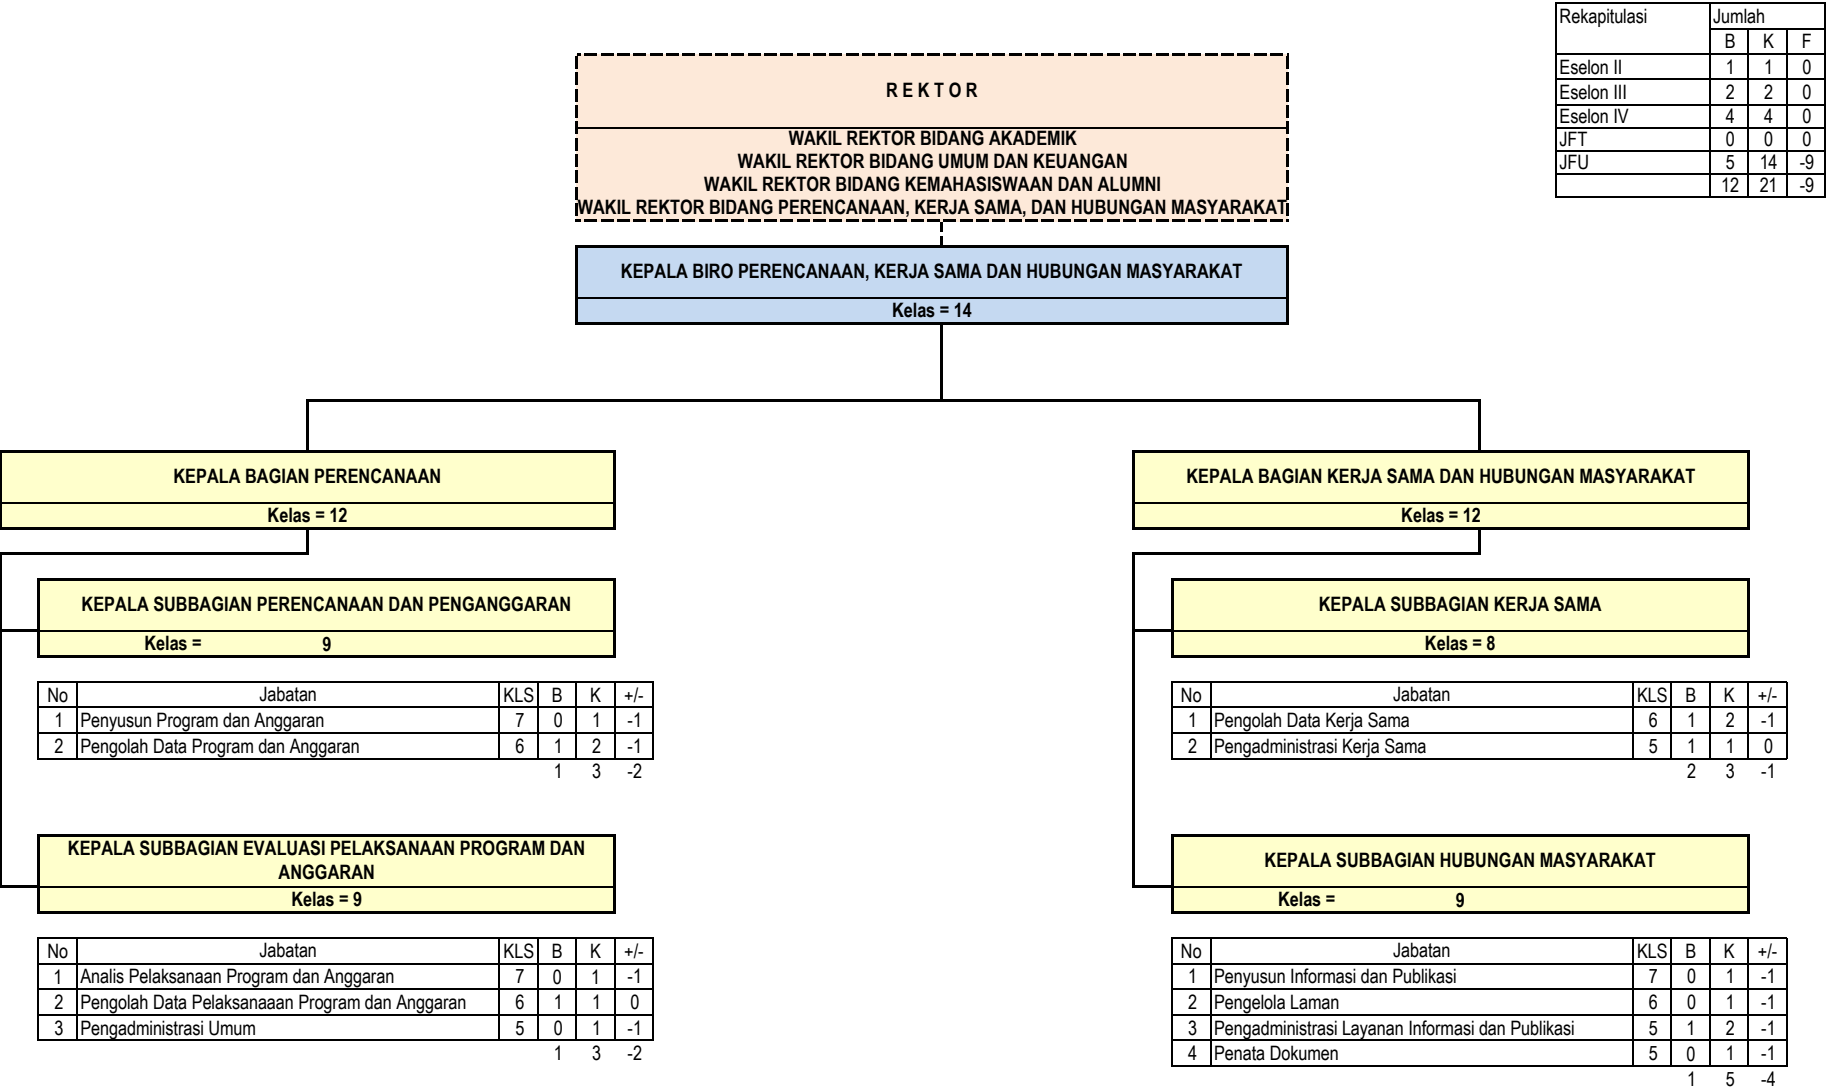 Rekapitulasi Jumlah
B K F
Eselon II 1 1 0
Eselon III 2 2 0
Eselon IV 4 4 0
JFT 0 0 0
JFU 5 14 -9
12 21 -9
R E K T O R
WAKIL REKTOR BIDANG AKADEMIK
WAKIL REKTOR BIDANG UMUM DAN KEUANGAN
WAKIL REKTOR BIDANG KEMAHASISWAAN DAN ALUMNI
WAKIL REKTOR BIDANG PERENCANAAN, KERJA SAMA, DAN HUBUNGAN MASYARAKAT
KEPALA BIRO PERENCANAAN, KERJA SAMA DAN HUBUNGAN MASYARAKAT
Kelas = 14
KEPALA BAGIAN PERENCANAAN
Kelas = 12
KEPALA SUBBAGIAN PERENCANAAN DAN PENGANGGARAN
Kelas = 9
No Jabatan KLS B K +/-
1 Penyusun Program dan Anggaran 7 0 1 -1
2 Pengolah Data Program dan Anggaran 6 1 2 -1
1 3 -2
KEPALA SUBBAGIAN EVALUASI PELAKSANAAN PROGRAM DAN
ANGGARAN
Kelas = 9
No Jabatan KLS B K +/-
1 Analis Pelaksanaan Program dan Anggaran 7 0 1 -1
2 Pengolah Data Pelaksanaaan Program dan Anggaran 6 1 1 0
3 Pengadministrasi Umum 5 0 1 -1
1 3 -2
KEPALA BAGIAN KERJA SAMA DAN HUBUNGAN MASYARAKAT
Kelas = 12
KEPALA SUBBAGIAN KERJA SAMA
Kelas = 8
No Jabatan KLS B K +/-
1 Pengolah Data Kerja Sama 6 1 2 -1
2 Pengadministrasi Kerja Sama 5 1 1 0
2 3 -1
KEPALA SUBBAGIAN HUBUNGAN MASYARAKAT
Kelas = 9
No Jabatan KLS B K +/-
1 Penyusun Informasi dan Publikasi 7 0 1 -1
2 Pengelola Laman 6 0 1 -1
3 Pengadministrasi Layanan Informasi dan Publikasi 5 1 2 -1
4 Penata Dokumen 5 0 1 -1
1 5 -4